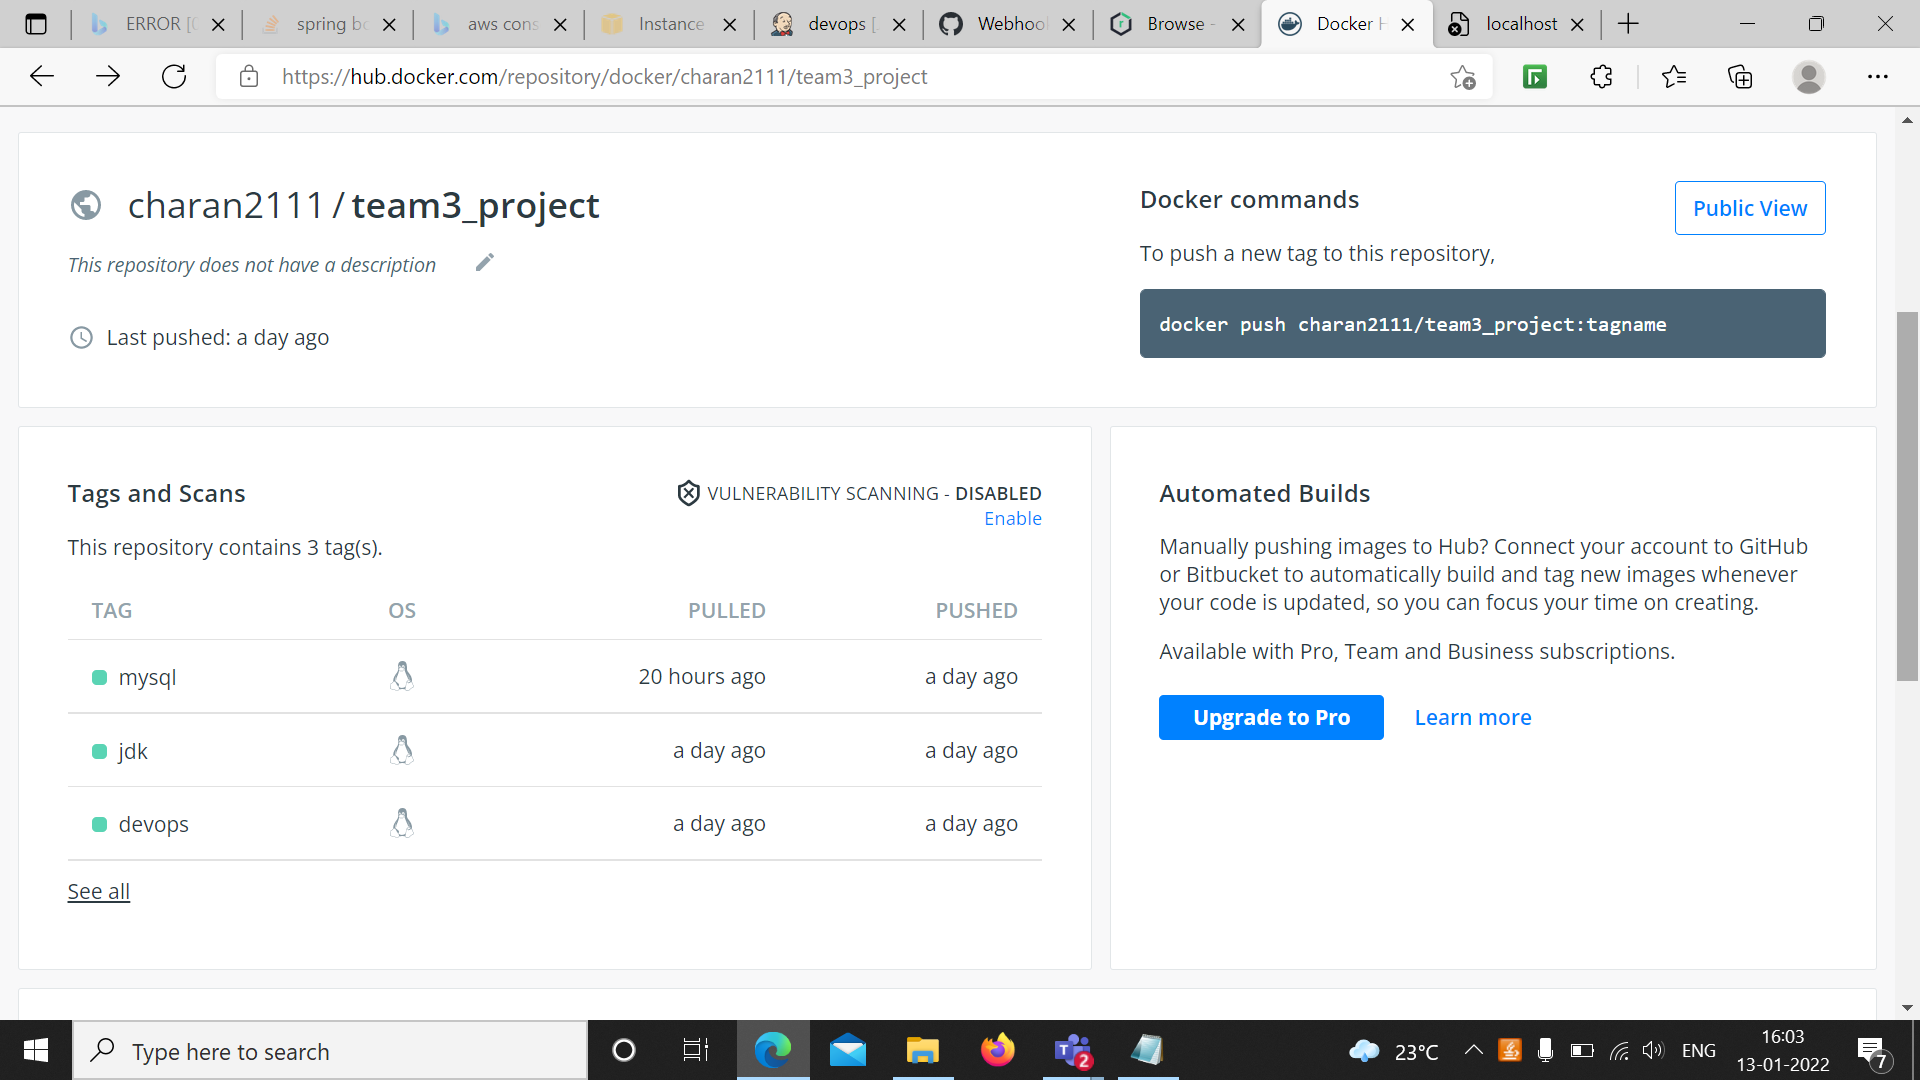 ERROR [
spring b
aws cons
Instance
devops [
Webhoo
Browse -
Docker H
localhost
https://hub.docker.com/repository/docker/charan2111/team3_project
charan2111 / team3_project
This repository does not have a description
Last pushed: a day ago
Docker commands
Public View
To push a new tag to this repository,
docker push charan2111/team3_project:tagname
Tags and Scans
VULNERABILITY SCANNING - DISABLED
Enable
This repository contains 3 tag(s).
TAG OS PULLED PUSHED
mysql 20 hours ago a day ago
jdk a day ago a day ago
devops a day ago a day ago
See all
Automated Builds
Manually pushing images to Hub? Connect your account to GitHub
or Bitbucket to automatically build and tag new images whenever
your code is updated, so you can focus your time on creating.
Available with Pro, Team and Business subscriptions.
Upgrade to Pro
Learn more
Type here to search
2
23°C
ENG
16:03
13-01-2022
7